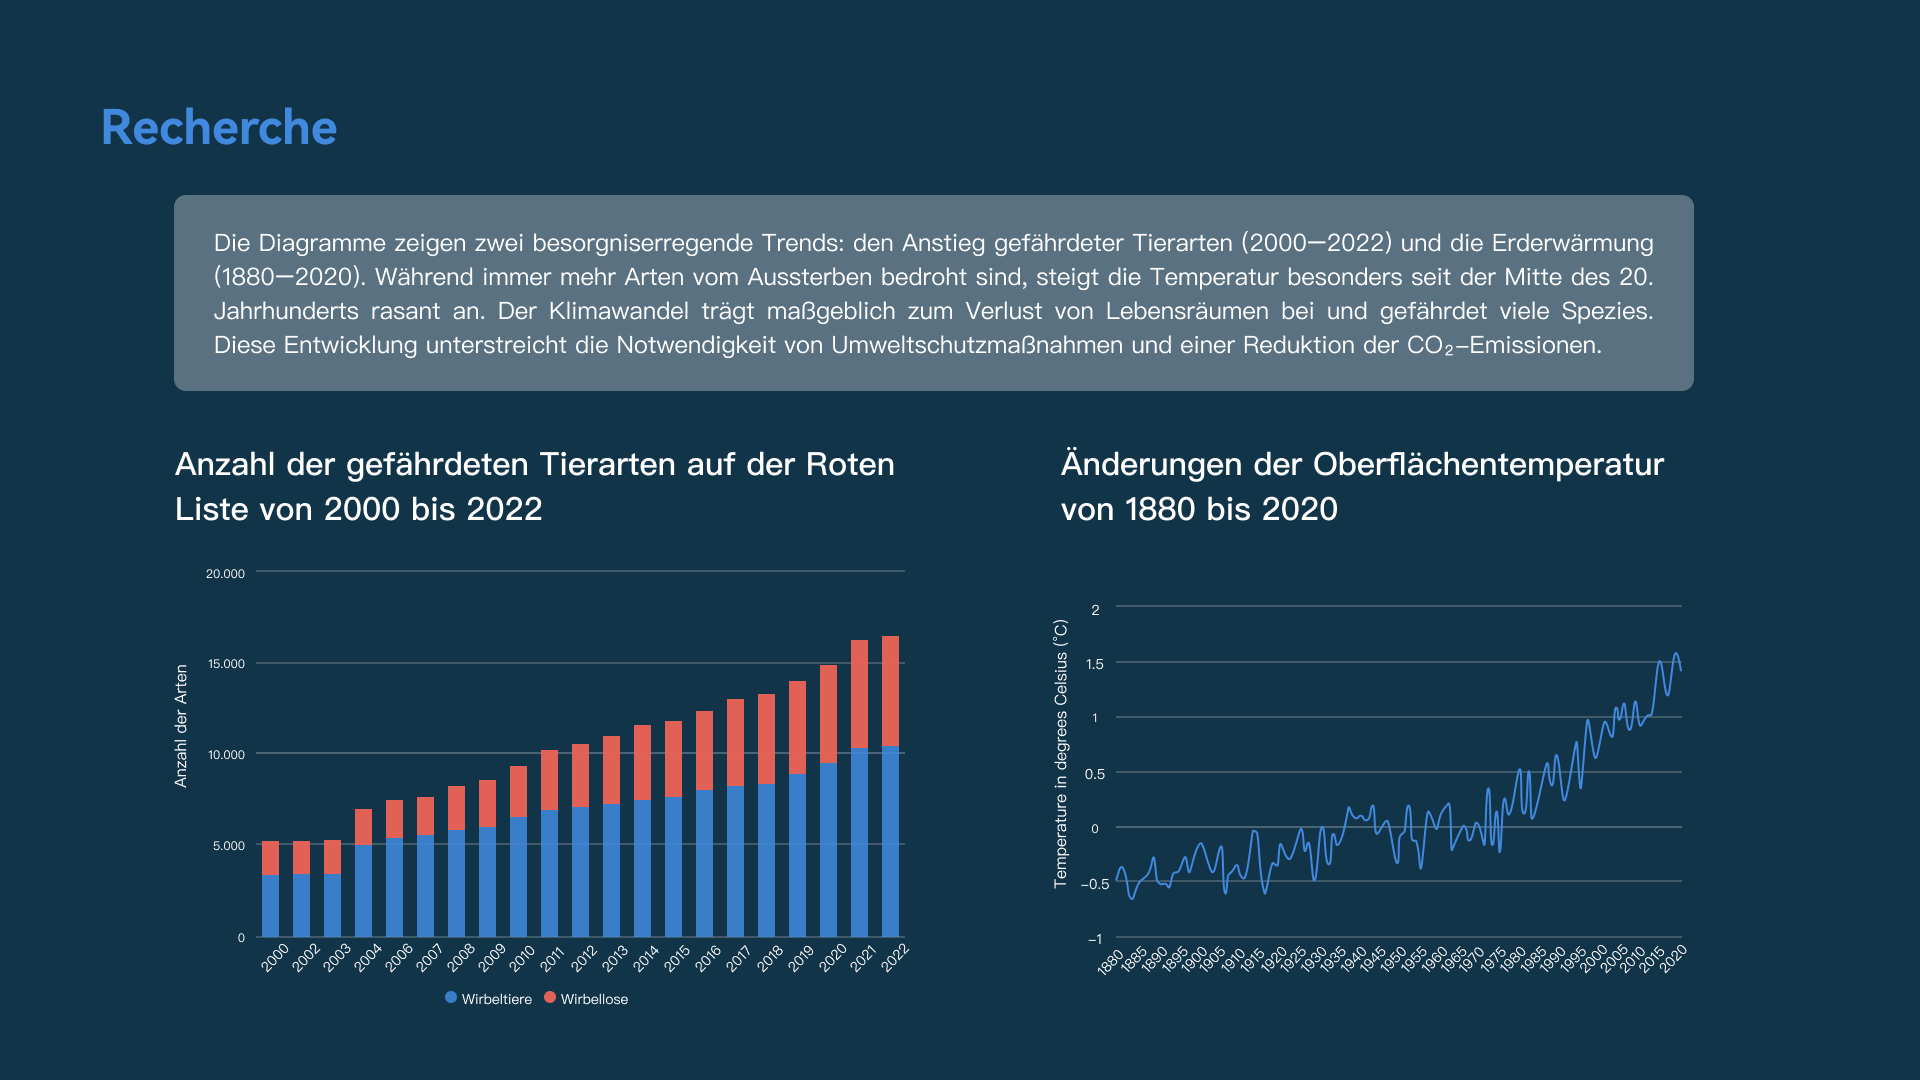 Recherche
Die Diagramme zeigen zwei besorgniserregende Trends: den Anstieg gefährdeter Tierarten (2000–2022) und die Erderwärmung
(1880–2020). Während immer mehr Arten vom Aussterben bedroht sind, steigt die Temperatur besonders seit der Mitte des 20.
Jahrhunderts rasant an. Der Klimawandel trägt maßgeblich zum Verlust von Lebensräumen bei und gefährdet viele Spezies.
Diese Entwicklung unterstreicht die Notwendigkeit von Umweltschutzmaßnahmen und einer Reduktion der CO₂-Emissionen.
Anzahl der gefährdeten Tierarten auf der Roten
Liste von 2000 bis 2022
Anzahl der Arten
20.000
15.000
10.000
5.000
0
2000 2002 2003 2004 2006 2007 2008 2009 2010 2011 2012 2013 2014 2015 2016 2017 2018 2019 2020 2021 2022
Wirbeltiere Wirbellose
Änderungen der Oberflächentemperatur
von 1880 bis 2020
Temperature in degrees Celsius (°C)
2
1.5
1
0.5
0
-0.5
-1
1880 1885 1890 1895 1900 1905 1910 1915 1920 1925 1930 1935 1940 1945 1950 1955 1960 1965 1970 1975 1980 1985 1990 1995 2000 2005 2010 2015 2020